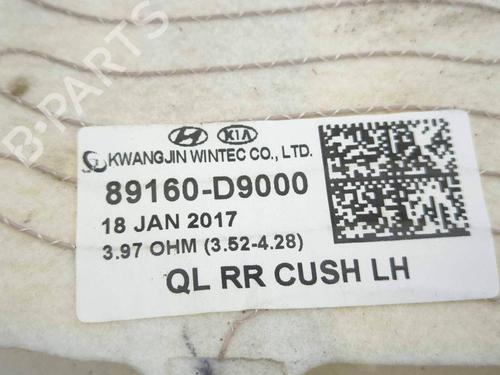 B-PARTS
HYUNDAI KIA
KWANGJIN WINTEC CO., LTD.
89160-D9000
18 JAN 2017
3.97 OHM (3.52-4.28)
QL RR CUSH LH